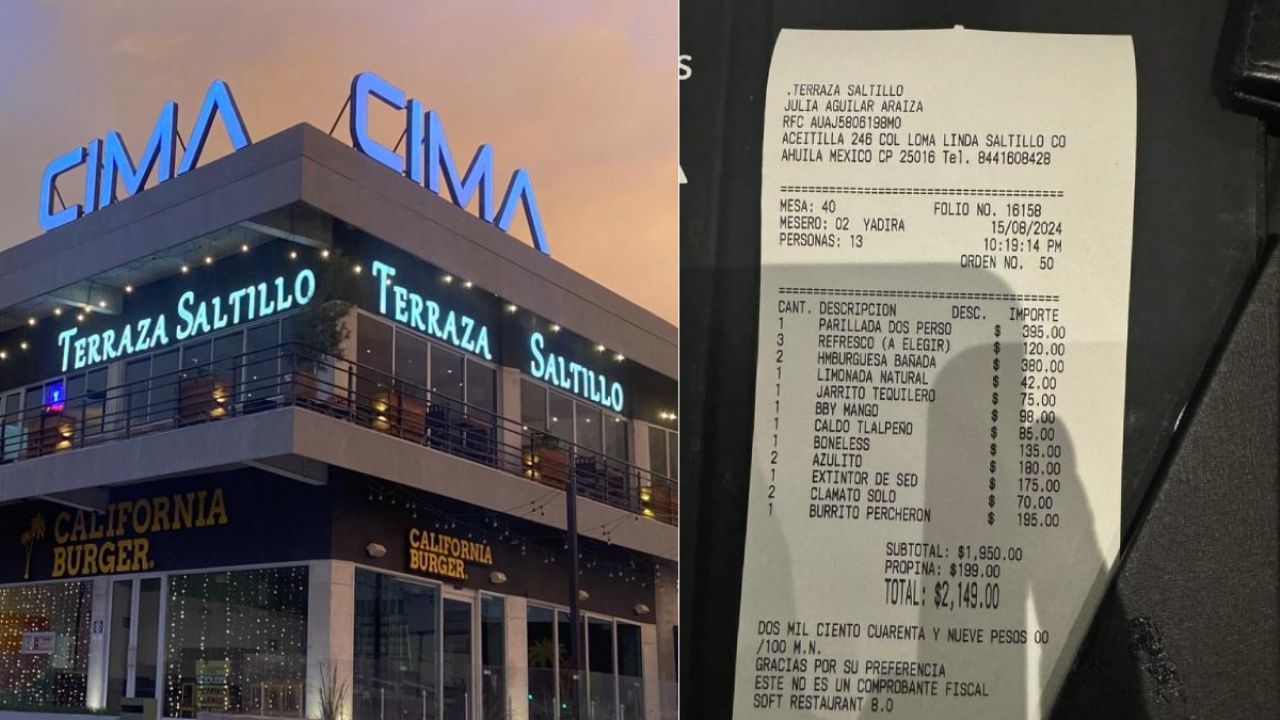 CIMA
CIMA
TERRAZA SALTILLO
TERRAZA SALTILLO
CALIFORNIA
BURGER.
CALIFORNIA
BURGER.
S
A
.TERRAZA SALTILLO
JULIA AGUILAR ARAIZA
RFC AUAJ5806198M0
ACEITILLA 246 COL LOMA LINDA SALTILLO CO
AHUILA MEXICO CP 25016 Tel. 8441608428
========================================
MESA: 40 FOLIO NO. 16158
MESERO: 02 YADIRA 15/08/2024
PERSONAS: 13 10:19:14 PM
ORDEN NO. 50
========================================
CANT. DESCRIPCION DESC. IMPORTE
1 PARILLADA DOS PERSO $ 395.00
3 REFRESCO (A ELEGIR) $ 120.00
2 HMBURGUESA BAÑADA $ 380.00
1 LIMONADA NATURAL $ 42.00
1 JARRITO TEQUILERO $ 75.00
1 BBY MANGO $ 98.00
1 CALDO TLALPEÑO $ 85.00
1 BONELESS $ 135.00
2 AZULITO $ 180.00
1 EXTINTOR DE SED $ 175.00
2 CLAMATO SOLO $ 70.00
1 BURRITO PERCHERON $ 195.00
SUBTOTAL: $1,950.00
PROPINA: $199.00
TOTAL: $2,149.00
DOS MIL CIENTO CUARENTA Y NUEVE PESOS 00
/100 M.N.
GRACIAS POR SU PREFERENCIA
ESTE NO ES UN COMPROBANTE FISCAL
SOFT RESTAURANT 8.0